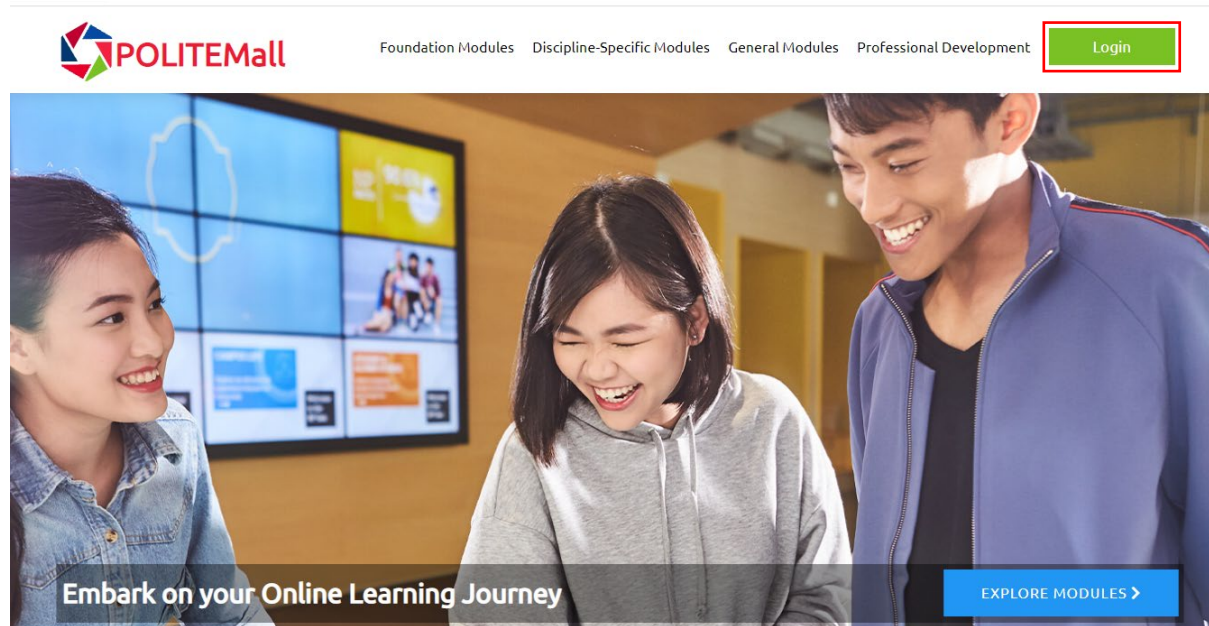 POLITEMall
Foundation Modules Discipline-Specific Modules General Modules Professional Development Login
Embark on your Online Learning Journey
EXPLORE MODULES >